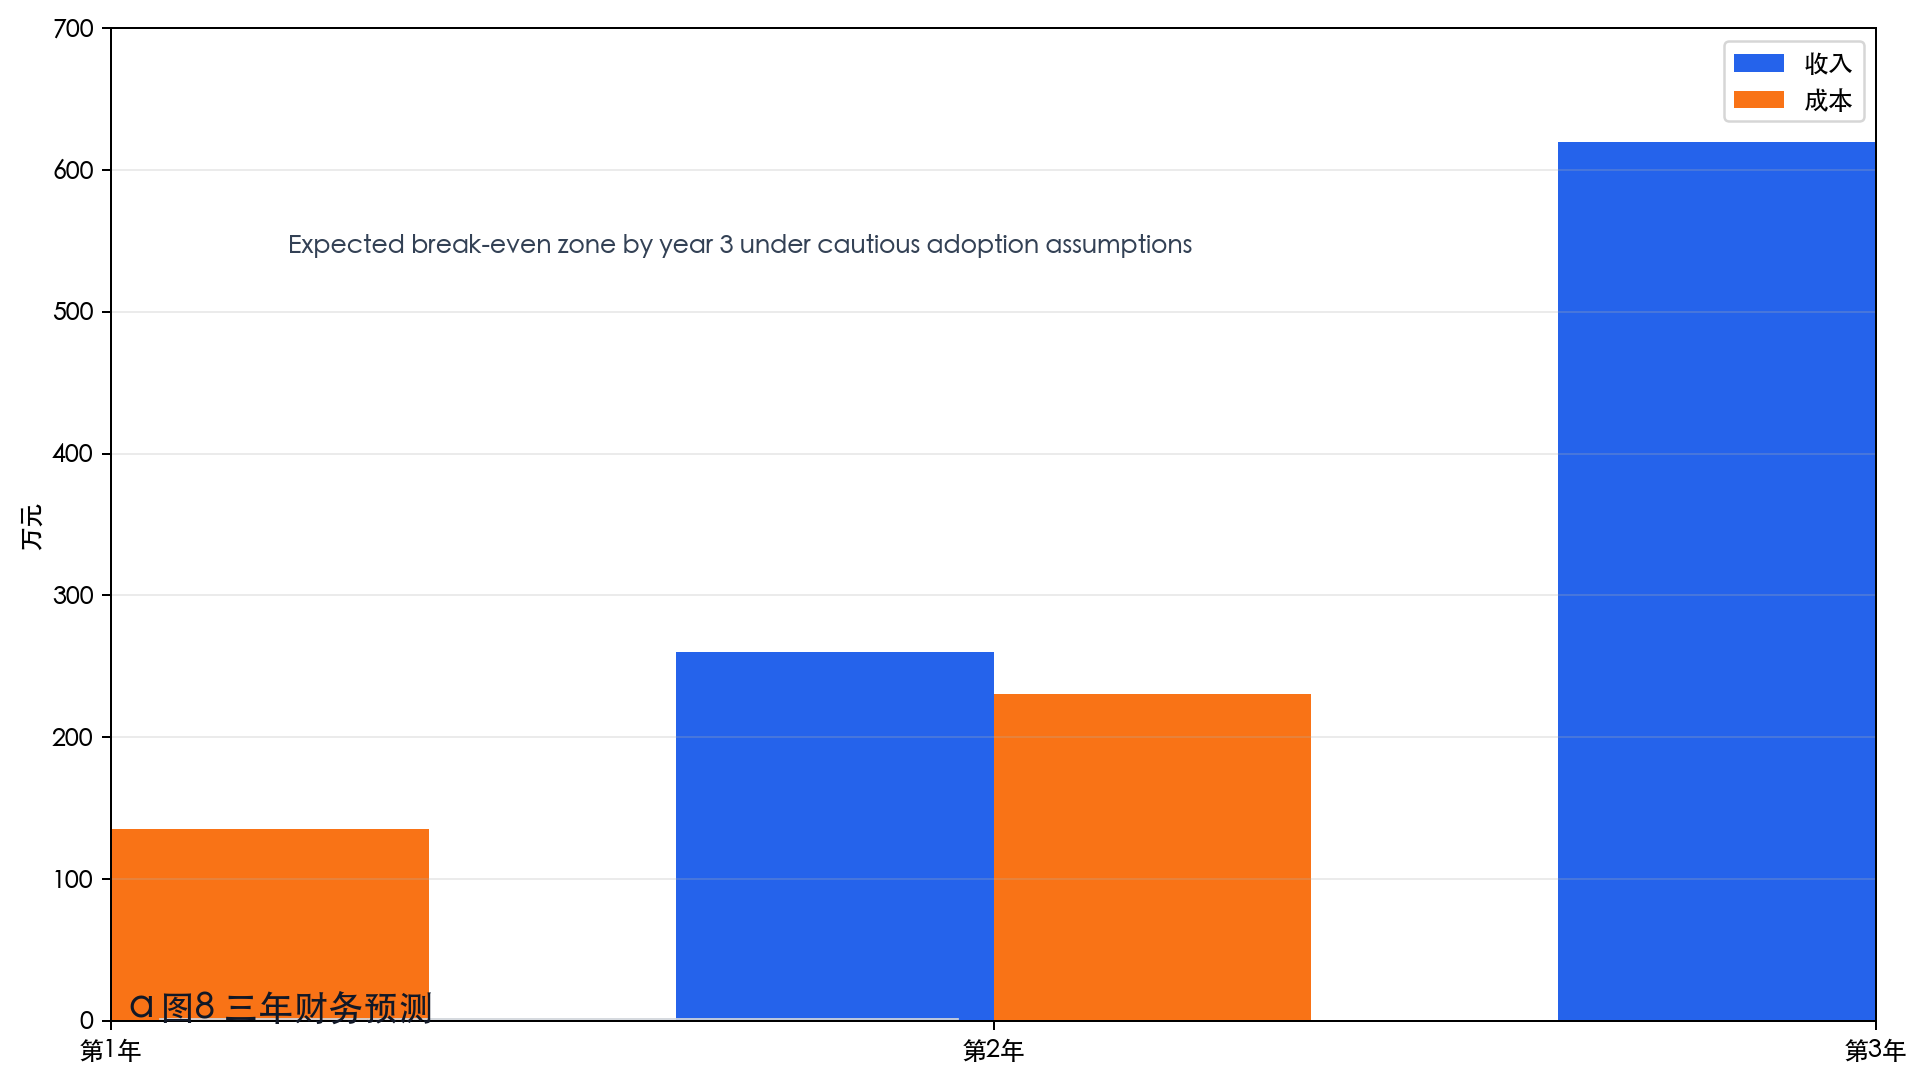 700
600
500
400
300
200
100
0
万元
收入
成本
Expected break-even zone by year 3 under cautious adoption assumptions
a 图8 三年财务预测
第1年
第2年
第3年